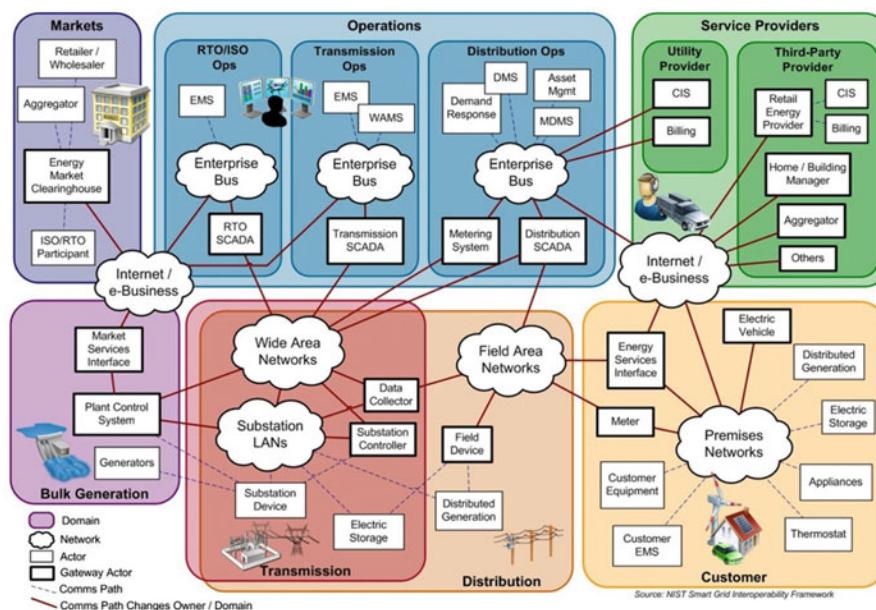 Markets
Retailer /
Wholesaler
Aggregator
Energy
Market
Clearinghouse
ISO/RTO
Participant
Operations
RTO/ISO
Ops
EMS
Enterprise
Bus
RTO
SCADA
Transmission
Ops
EMS
WAMS
Enterprise
Bus
Transmission
SCADA
Distribution Ops
DMS
Asset
Mgmt
Demand
Response
MDMS
Enterprise
Bus
Metering
System
Distribution
SCADA
Service Providers
Utility
Provider
CIS
Billing
Third-Party
Provider
Retail
Energy
Provider
CIS
Billing
Home / Building
Manager
Aggregator
Others
Internet /
e-Business
Internet /
e-Business
Market
Services
Interface
Plant Control
System
Generators
Bulk Generation
Wide Area
Networks
Substation
LANs
Data
Collector
Substation
Controller
Substation
Device
Electric
Storage
Transmission
Field Area
Networks
Field
Device
Distributed
Generation
Distribution
Energy
Services
Interface
Meter
Electric
Vehicle
Distributed
Generation
Premises
Networks
Electric
Storage
Customer
Equipment
Appliances
Customer
EMS
Thermostat
Customer
Domain
Network
Actor
Gateway Actor
Comms Path
Comms Path Changes Owner / Domain
Source: NIST Smart Grid Interoperability Framework